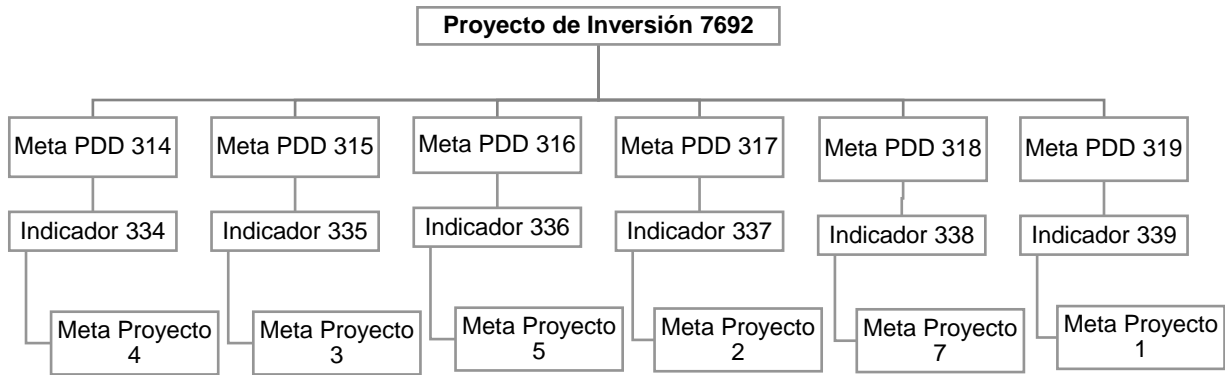 Proyecto de Inversión 7692
Meta PDD 314
Meta PDD 315
Meta PDD 316
Meta PDD 317
Meta PDD 318
Meta PDD 319
Indicador 334
Indicador 335
Indicador 336
Indicador 337
Indicador 338
Indicador 339
Meta Proyecto
4
Meta Proyecto
3
Meta Proyecto
5
Meta Proyecto
2
Meta Proyecto
7
Meta Proyecto
1